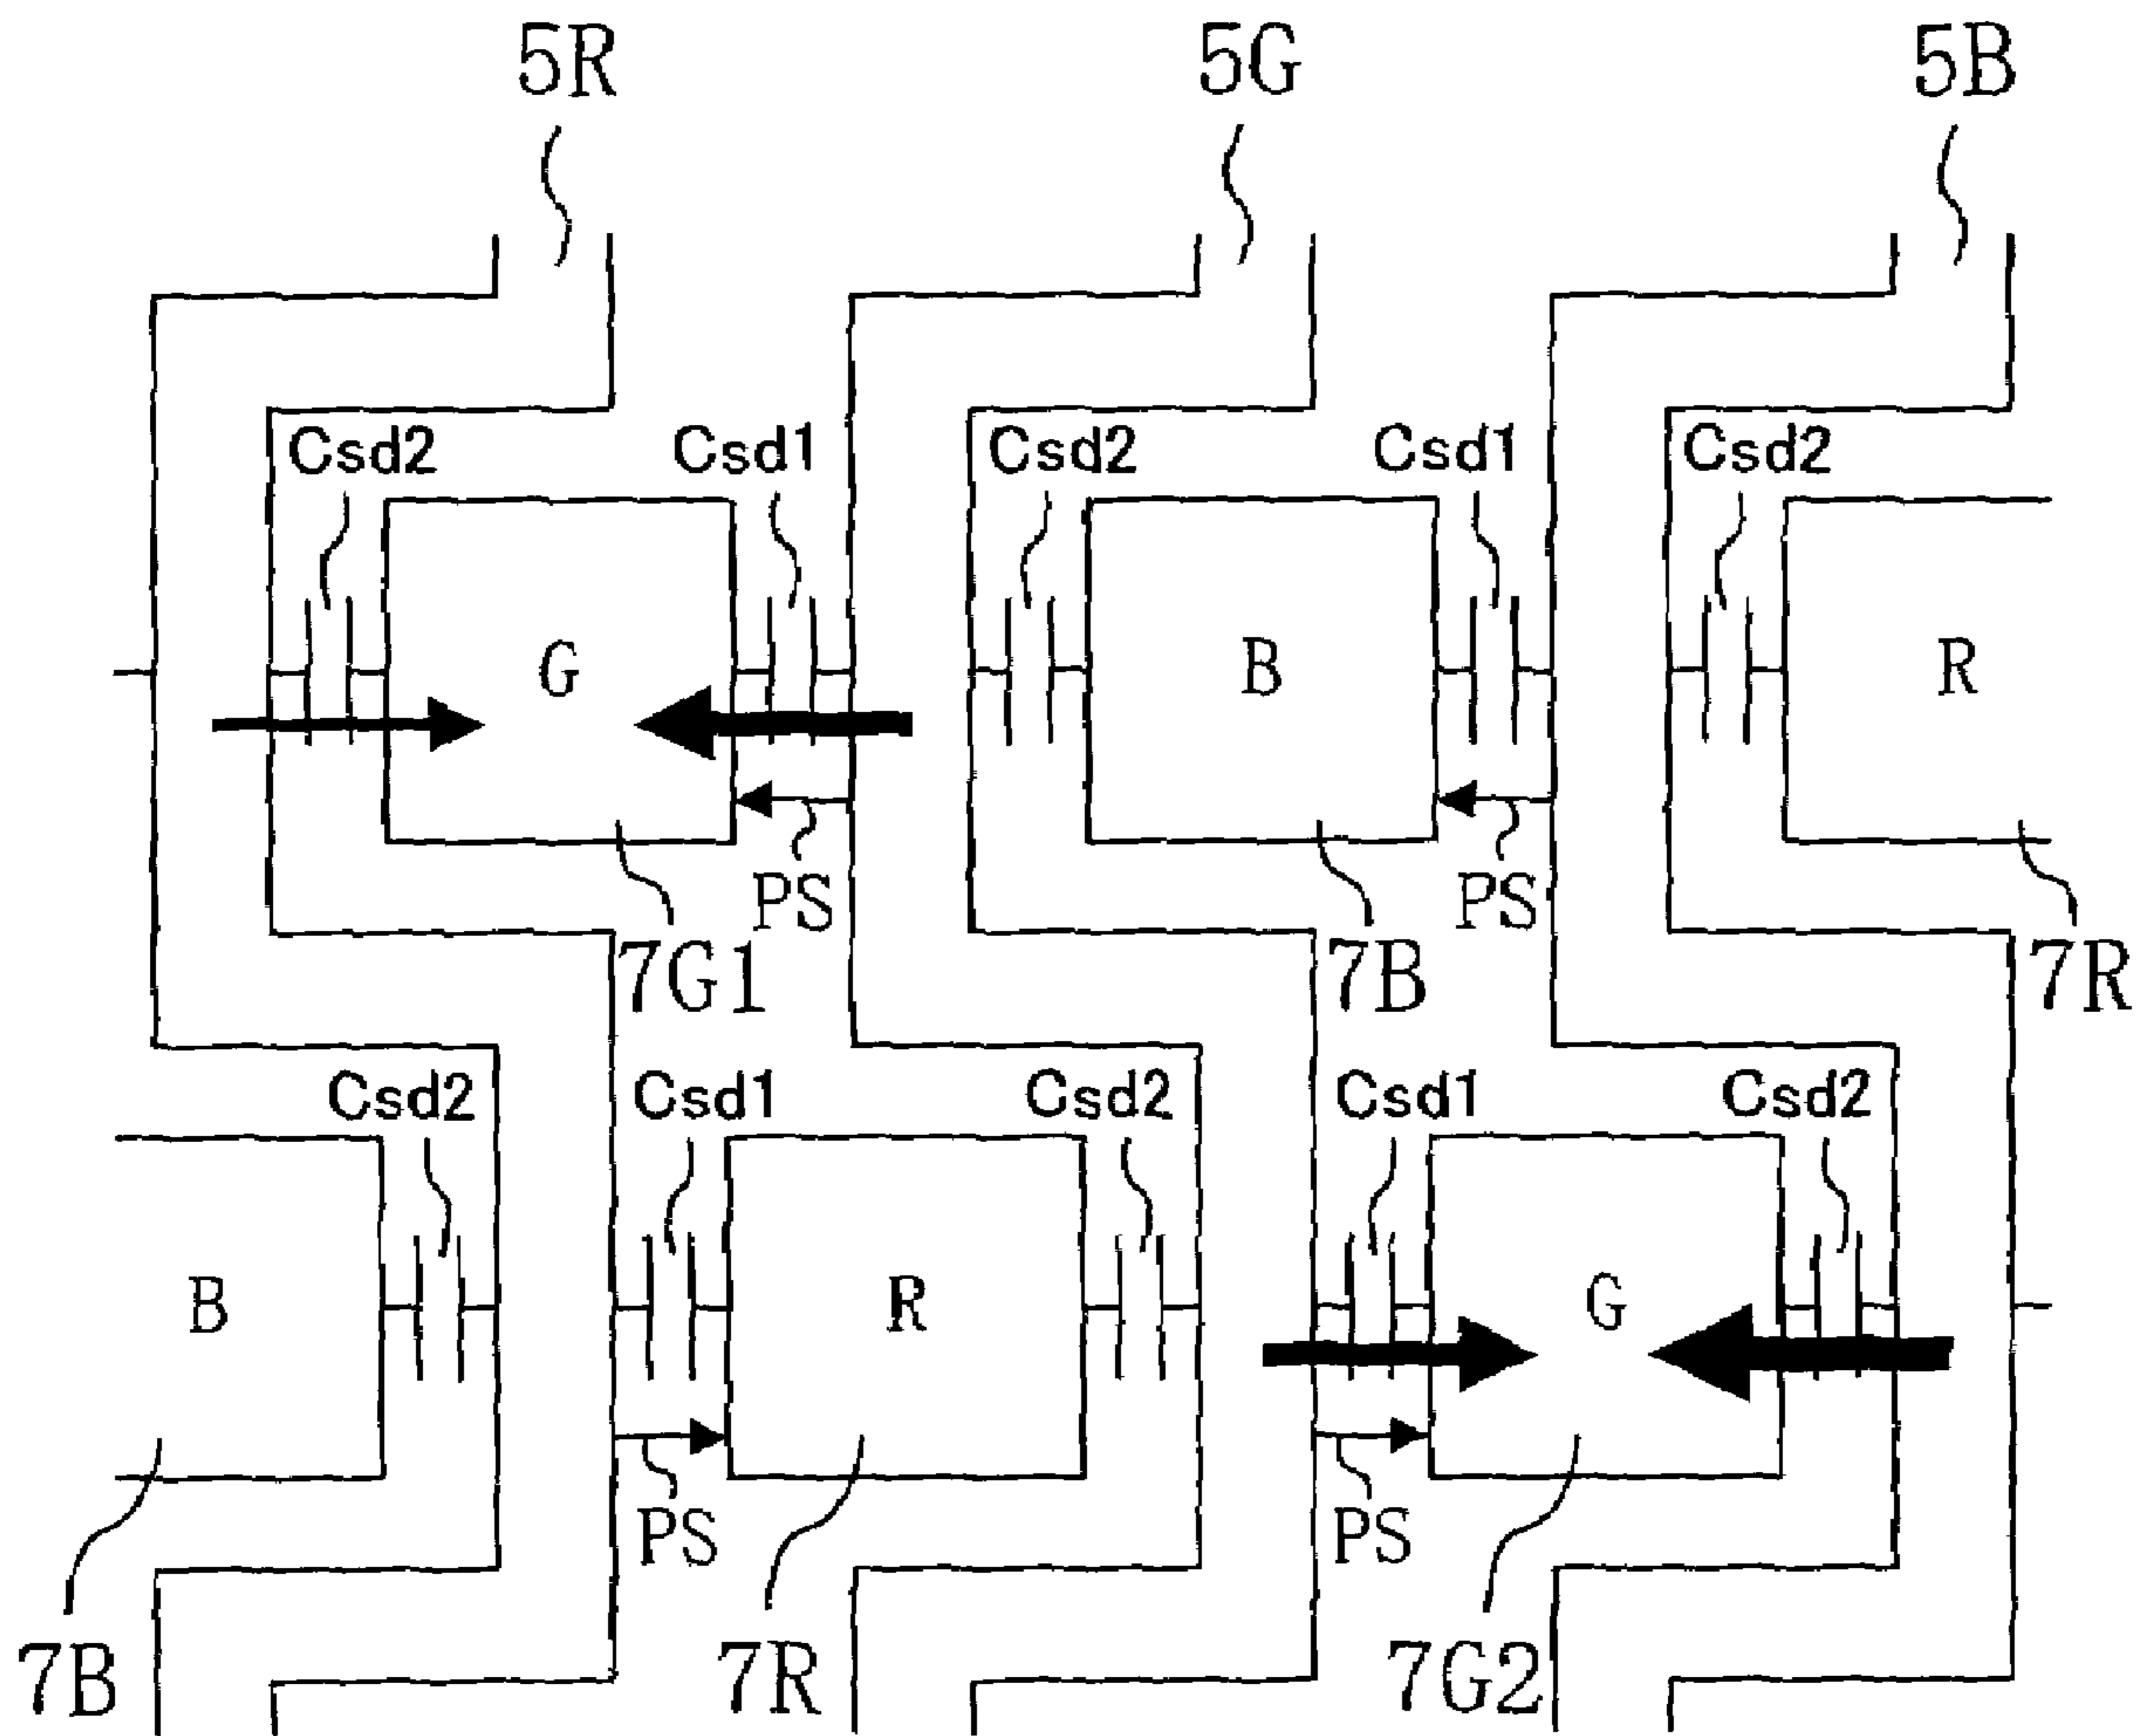 5R 5G 5B
Csd2 Csd1 Csd2 Csd1 Csd2
G B R
PS PS
7G1 7B 7R
Csd2 Csd1 Csd2 Csd1 Csd2
B R G
PS PS
7B 7R 7G2